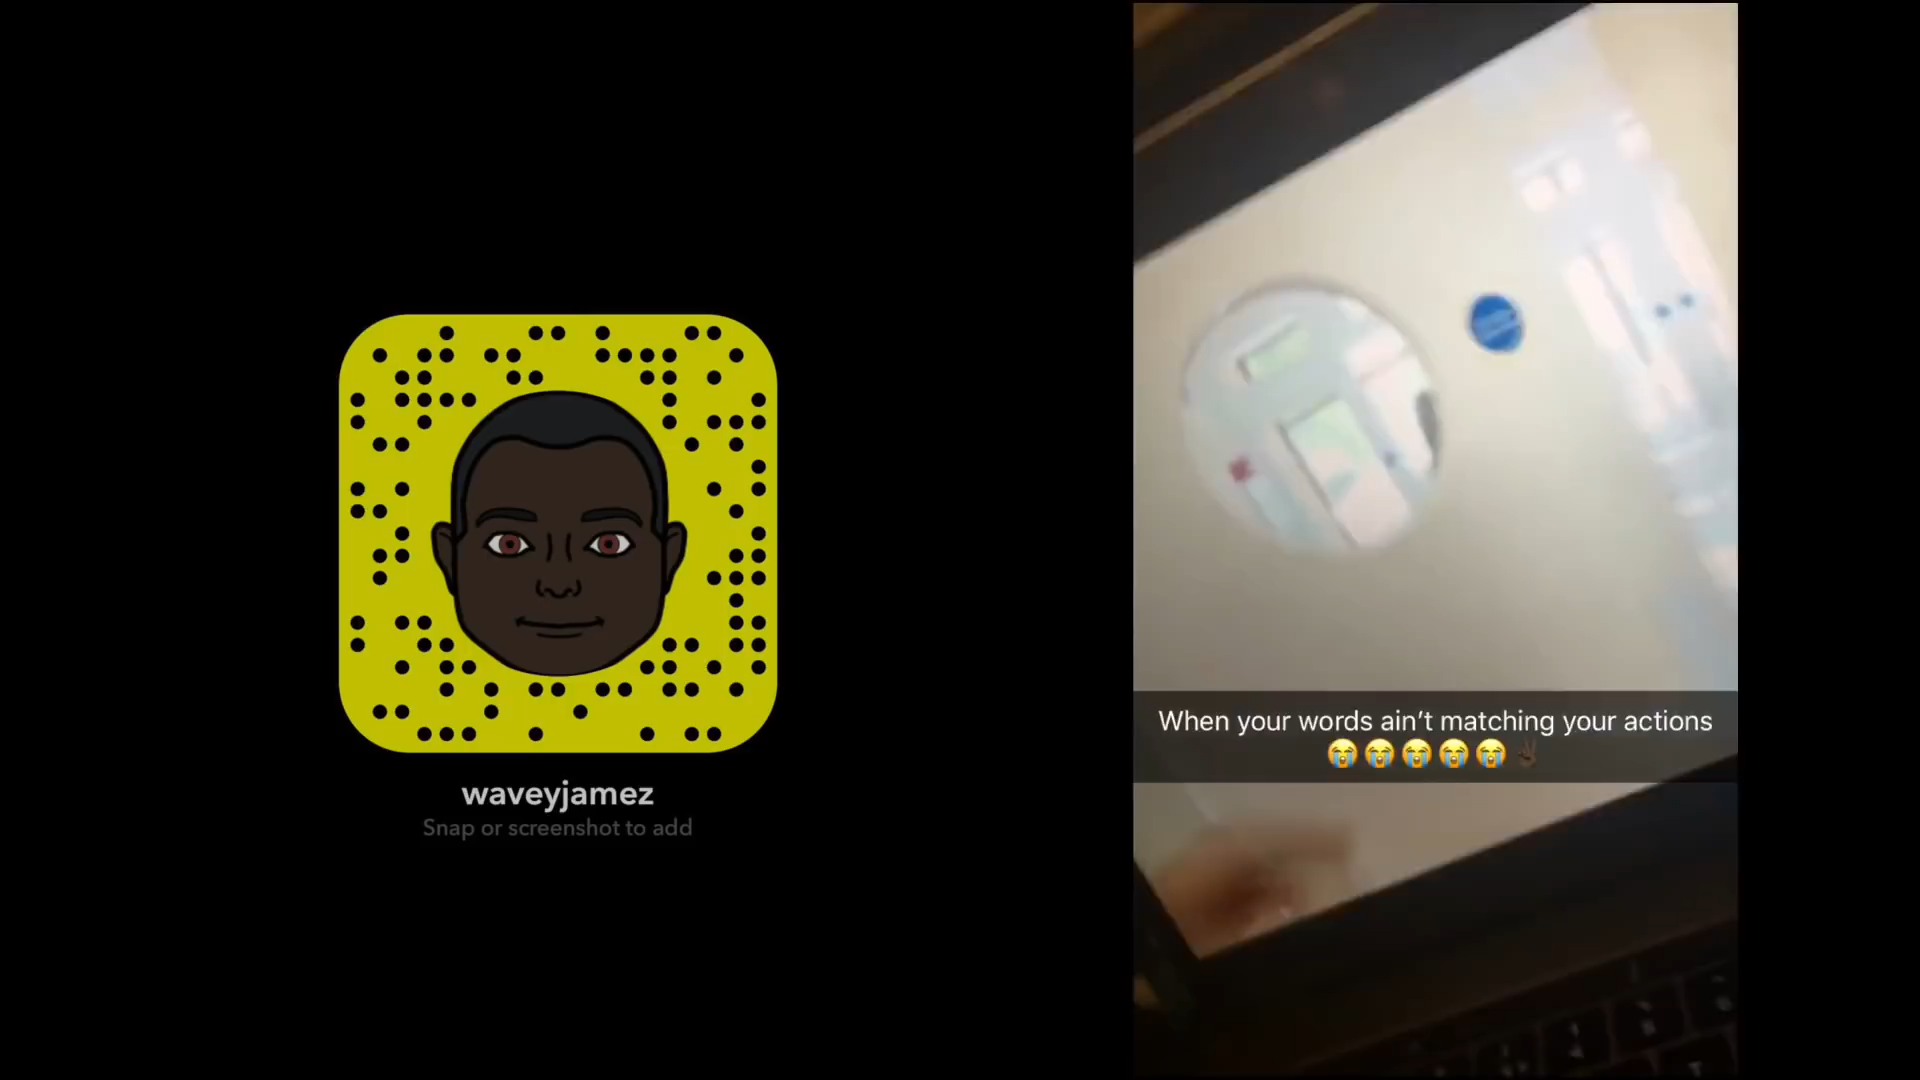 waveyjamez
Snap or screenshot to add
When your words ain't matching your actions
😭😭😭😭😭✌🏿